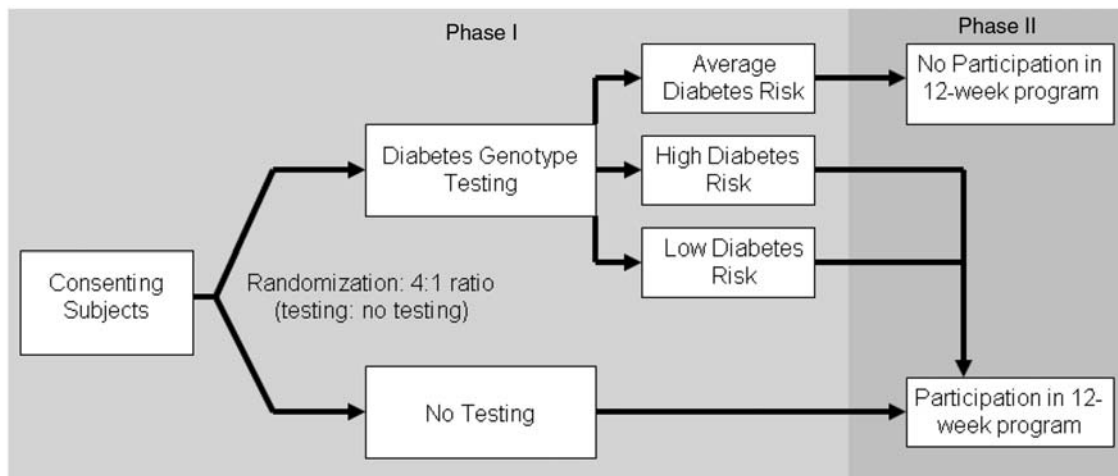 Phase I
Phase II
Average
Diabetes Risk
No Participation in
12-week program
Diabetes Genotype
Testing
High Diabetes
Risk
Low Diabetes
Risk
Consenting
Subjects
Randomization: 4:1 ratio
(testing: no testing)
No Testing
Participation in 12-
week program